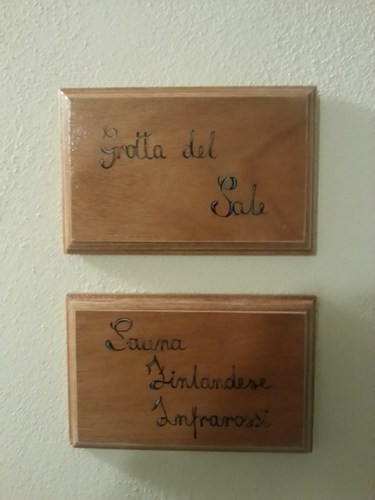 Grotta del
Sale
Sauna
Finlandese
Infrarossi